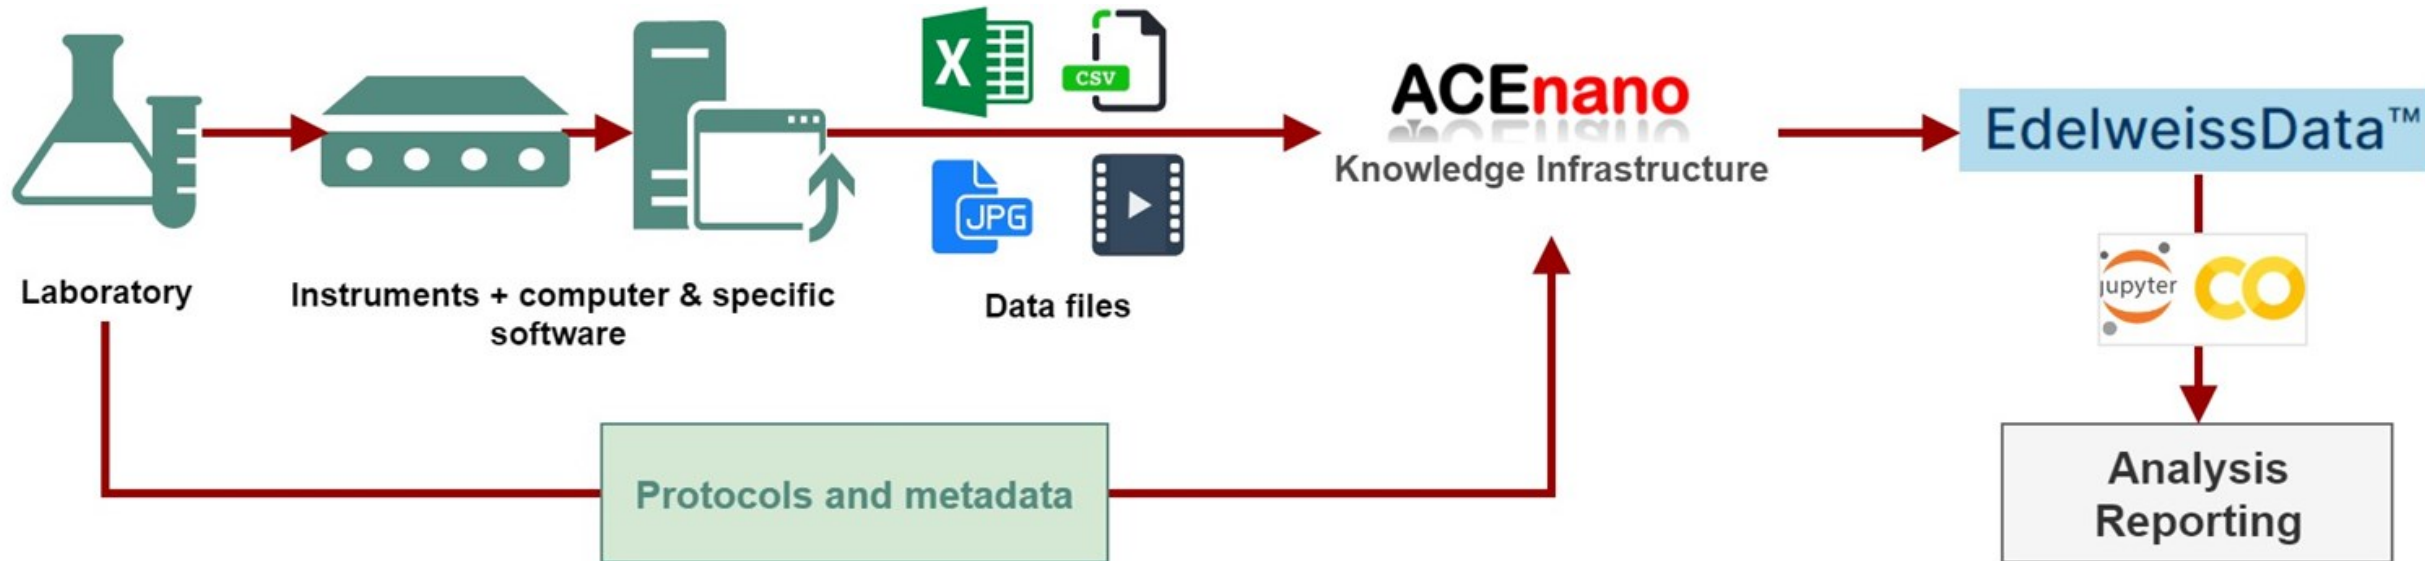 X
CSV
JPG
ACEnano
Knowledge Infrastructure
EdelweissData™
Laboratory
Instruments + computer & specific
software
Data files
jupyter
CO
Protocols and metadata
Analysis
Reporting